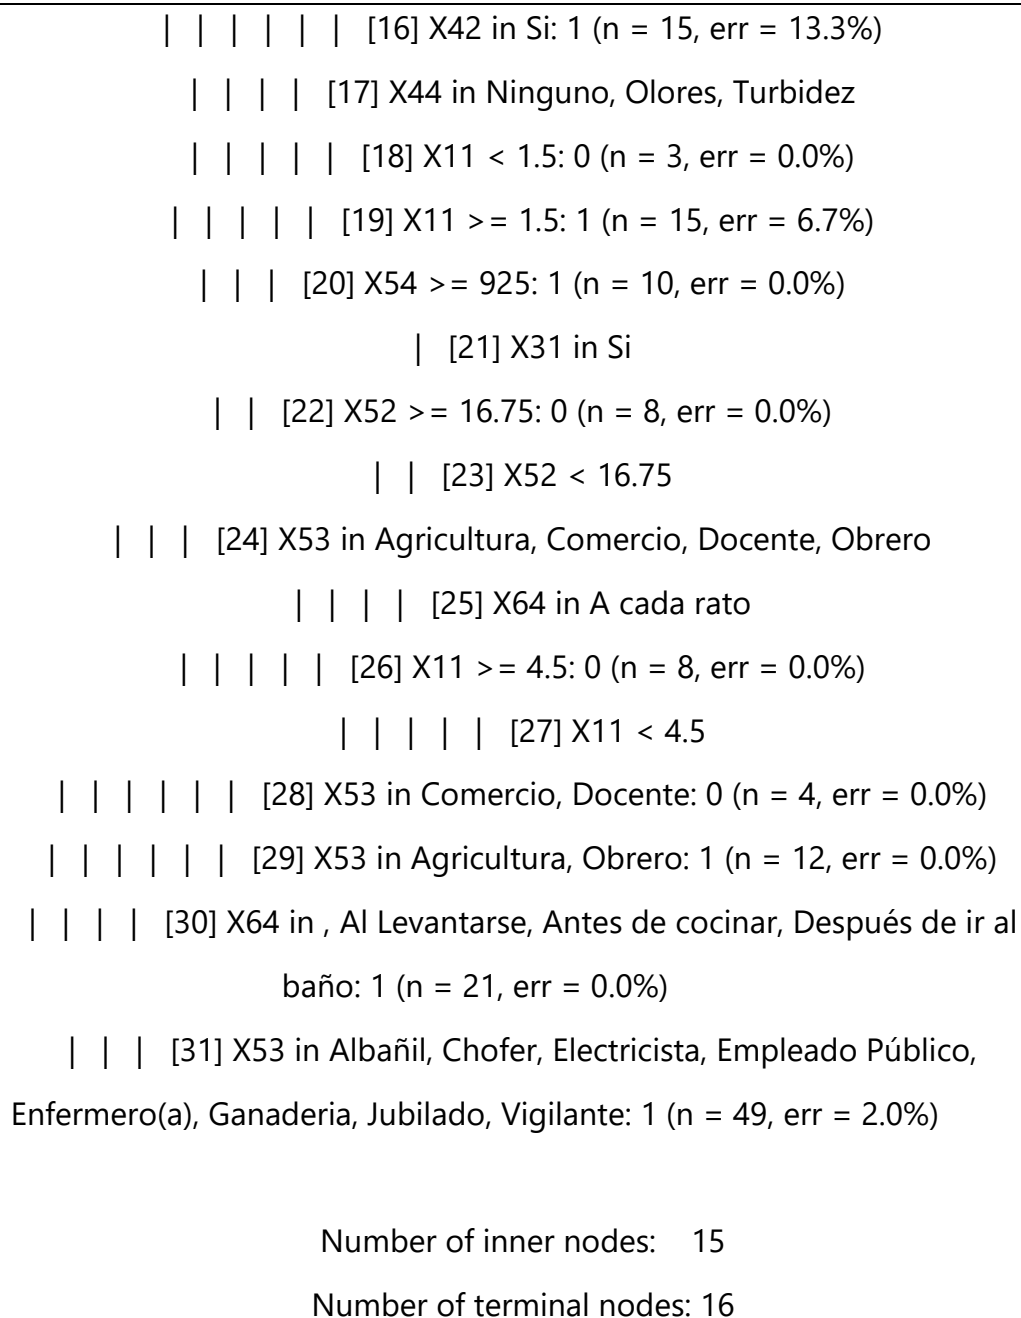 | | | | | | [16] X42 in Si: 1 (n = 15, err = 13.3%)
| | | | [17] X44 in Ninguno, Olores, Turbidez
| | | | | [18] X11 < 1.5: 0 (n = 3, err = 0.0%)
| | | | | [19] X11 >= 1.5: 1 (n = 15, err = 6.7%)
| | | [20] X54 >= 925: 1 (n = 10, err = 0.0%)
| [21] X31 in Si
| | [22] X52 >= 16.75: 0 (n = 8, err = 0.0%)
| | [23] X52 < 16.75
| | | [24] X53 in Agricultura, Comercio, Docente, Obrero
| | | | [25] X64 in A cada rato
| | | | | [26] X11 >= 4.5: 0 (n = 8, err = 0.0%)
| | | | | [27] X11 < 4.5
| | | | | | [28] X53 in Comercio, Docente: 0 (n = 4, err = 0.0%)
| | | | | | [29] X53 in Agricultura, Obrero: 1 (n = 12, err = 0.0%)
| | | | [30] X64 in , Al Levantarse, Antes de cocinar, Después de ir al
baño: 1 (n = 21, err = 0.0%)
| | | [31] X53 in Albañil, Chofer, Electricista, Empleado Público,
Enfermero(a), Ganaderia, Jubilado, Vigilante: 1 (n = 49, err = 2.0%)
Number of inner nodes: 15
Number of terminal nodes: 16